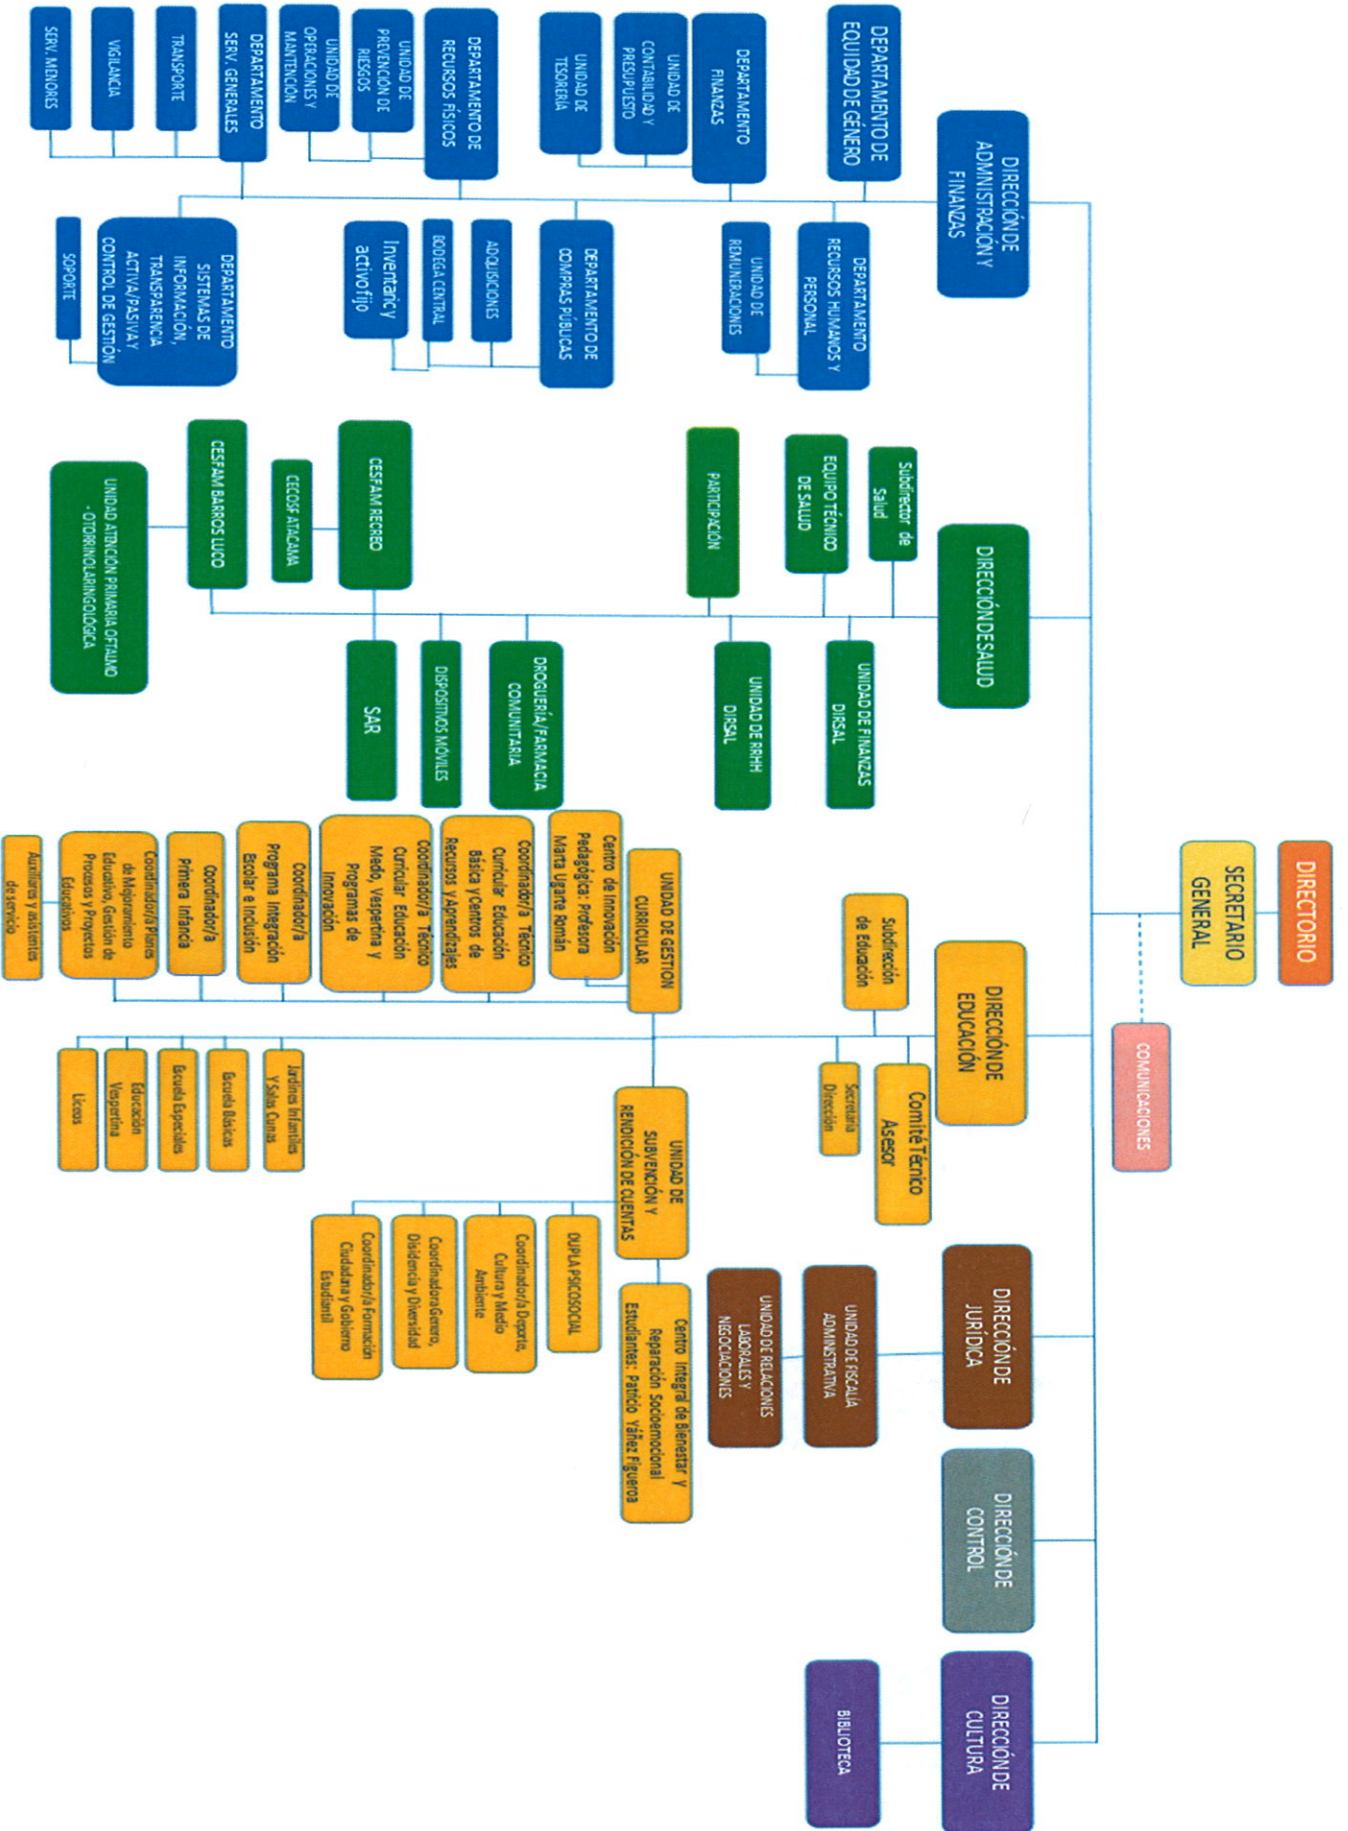 DIRECTORIO
SECRETARIO
GENERAL
COMUNICACIONES
DIRECCIÓN DE
ADMINISTRACIÓN Y
FINANZAS
DEPARTAMENTO DE
EQUIDAD DE GÉNERO
DEPARTAMENTO
RECURSOS HUMANOS Y
PERSONAL
UNIDAD DE
REMUNERACIONES
DEPARTAMENTO
FINANZAS
UNIDAD DE
CONTABILIDAD Y
PRESUPUESTO
UNIDAD DE
TESORERÍA
DEPARTAMENTO DE
COMPRAS PÚBLICAS
ADQUISICIONES
BODEGA CENTRAL
Inventario y
activo fijo
DEPARTAMENTO DE
RECURSOS FÍSICOS
UNIDAD DE
PREVENCIÓN DE
RIESGOS
UNIDAD DE
OPERACIONES Y
MANTENCIÓN
DEPARTAMENTO
SERV. GENERALES
TRANSPORTE
VIGILANCIA
SERV. MENORES
DEPARTAMENTO
SISTEMAS DE
INFORMACIÓN,
TRANSPARENCIA
ACTIVA/PASIVA Y
CONTROL DE GESTIÓN
SOPORTE
DIRECCIÓN DE SALUD
Subdirector de
Salud
EQUIPO TÉCNICO
DE SALUD
UNIDAD DE FINANZAS
DIRSAL
PARTICIPACIÓN
UNIDAD DE RRHH
DIRSAL
DROGUERÍA/FARMACIA
COMUNITARIA
DISPOSITIVOS MÓVILES
CESFAM RECREO
CECOSF ATACAMA
SAR
CESFAM BARROS LUCO
UNIDAD ATENCIÓN PRIMARIA OFTALMO
- OTORRINOLARINGOLÓGICA
DIRECCIÓN DE
EDUCACIÓN
Subdirección
de Educación
Comité Técnico
Asesor
Secretaria
Dirección
UNIDAD DE GESTION
CURRICULAR
Centro de Innovación
Pedagógica: Profesora
Marta Ugarte Román
Coordinador/a Técnico
Curricular Educación
Básica y Centros de
Recursos y Aprendizajes
Coordinador/a Técnico
Curricular Educación
Medio, Vespertina y
Programas de
Innovación
Coordinador/a
Programa Integración
Escolar e Inclusión
Coordinador/a
Primera Infancia
Coordinador/a Planes
de Mejoramiento
Educativo, Gestión de
Procesos y Proyectos
Educativos
Auxiliares y asistentes
de servicio
UNIDAD DE
SUBVENCIÓN Y
RENDICIÓN DE CUENTAS
Centro Integral de Bienestar y
Reparación Socioemocional
Estudiantes: Patricio Yáñez Figueroa
DUPLA PSICOSOCIAL
Coordinador/a Deporte,
Cultura y Medio
Ambiente
Coordinadora Genero,
Disidencia y Diversidad
Coordinador/a Formación
Ciudadana y Gobierno
Estudiantil
Jardines Infantiles
Y Salas Cunas
Escuela Básicas
Escuela Especiales
Educación
Vespertina
Liceos
DIRECCIÓN DE
JURÍDICA
UNIDAD DE FISCALÍA
ADMINISTRATIVA
UNIDAD DE RELACIONES
LABORALES Y
NEGOCIACIONES
DIRECCIÓN DE
CONTROL
DIRECCIÓN DE
CULTURA
BIBLIOTECA